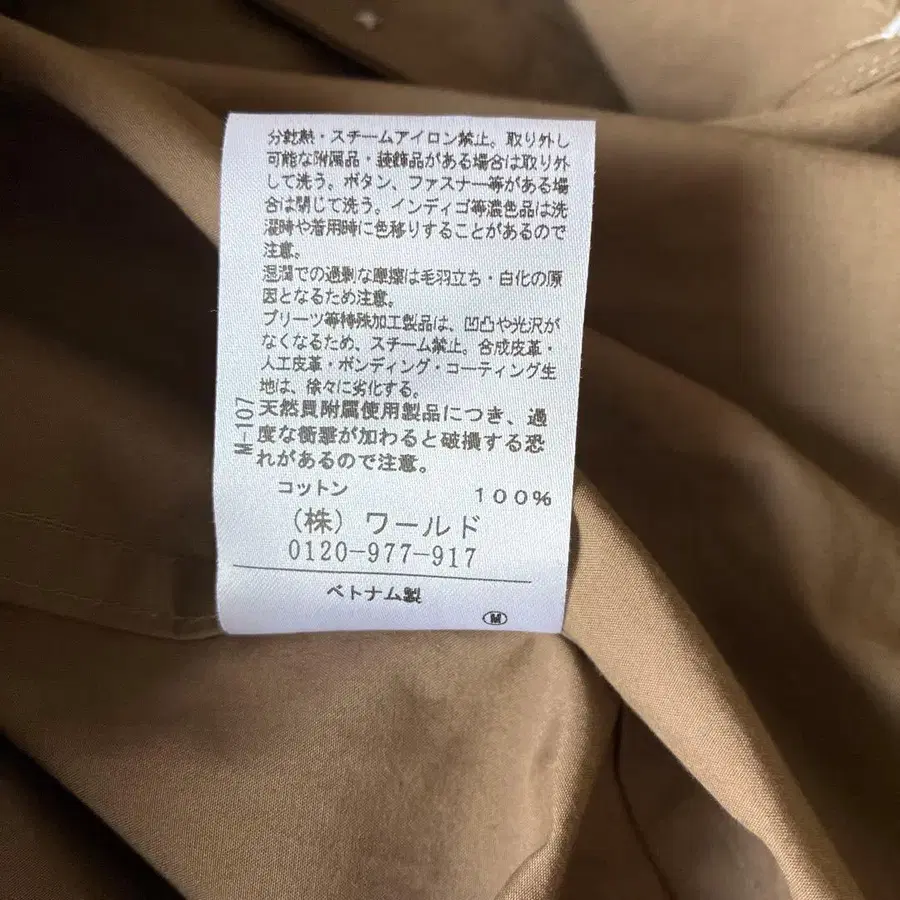 分乾熱・スチームアイロン禁止。取り外し
可能な附属品・装飾品がある場合は取り外
して洗う。ボタン、ファスナー等がある場
合は閉じて洗う。インディゴ等濃色品は洗
濯時や着用時に色移りすることがあるので
注意。
湿潤での過剰な摩擦は毛羽立ち・白化の原
因となるため注意。
プリーツ等特殊加工製品は、凹凸や光沢が
なくなるため、スチーム禁止。合成皮革・
人工皮革・ボンディング・コーティング生
地は、徐々に劣化する。
M-107
天然貝附属使用製品につき、過
度な衝撃が加わると破損する恐
れがあるので注意。
コットン 100%
(株) ワールド
0120-977-917
ベトナム製
M